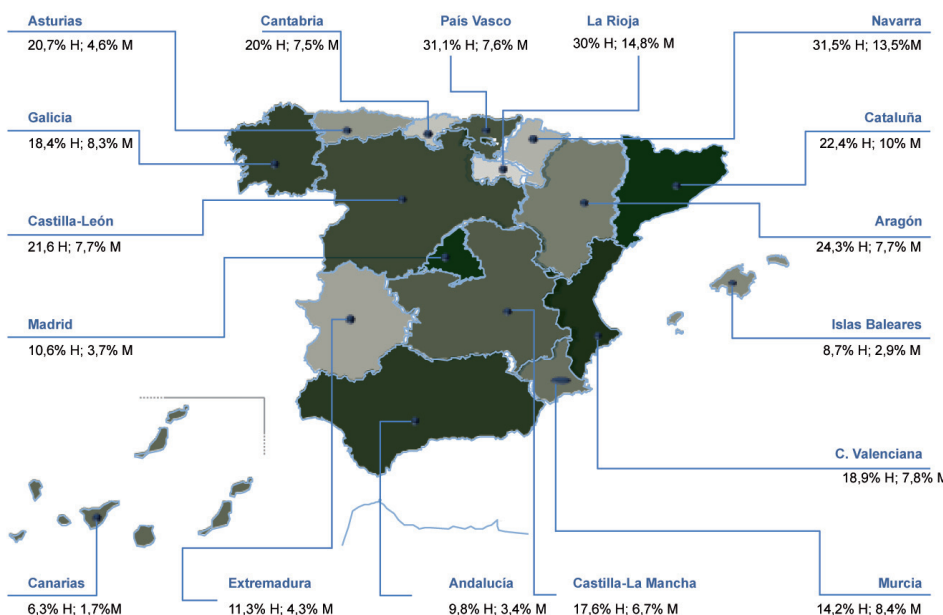 Asturias
20,7% H; 4,6% M
Cantabria
20% H; 7,5% M
País Vasco
31,1% H; 7,6% M
La Rioja
30% H; 14,8% M
Navarra
31,5% H; 13,5%M
Galicia
18,4% H; 8,3% M
Cataluña
22,4% H; 10% M
Castilla-León
21,6 H; 7,7% M
Aragón
24,3% H; 7,7% M
Madrid
10,6% H; 3,7% M
Islas Baleares
8,7% H; 2,9% M
C. Valenciana
18,9% H; 7,8% M
Canarias
6,3% H; 1,7%M
Extremadura
11,3% H; 4,3% M
Andalucía
9,8% H; 3,4% M
Castilla-La Mancha
17,6% H; 6,7% M
Murcia
14,2% H; 8,4% M